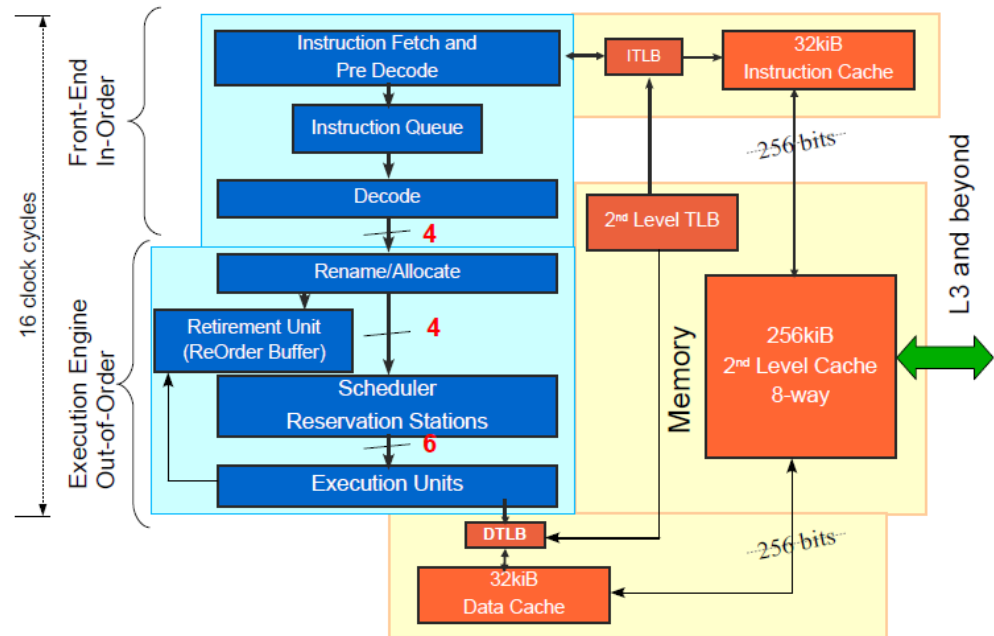 Instruction Fetch and
Pre Decode
ITLB
32kiB
Instruction Cache
Front-End
In-Order
Instruction Queue
256 bits
Decode
2nd Level TLB
4
16 clock cycles
Rename/Allocate
L3 and beyond
Execution Engine
Out-of-Order
Retirement Unit
(ReOrder Buffer)
4
256kiB
2nd Level Cache
8-way
Memory
Scheduler
Reservation Stations
6
Execution Units
DTLB
256 bits
32kiB
Data Cache